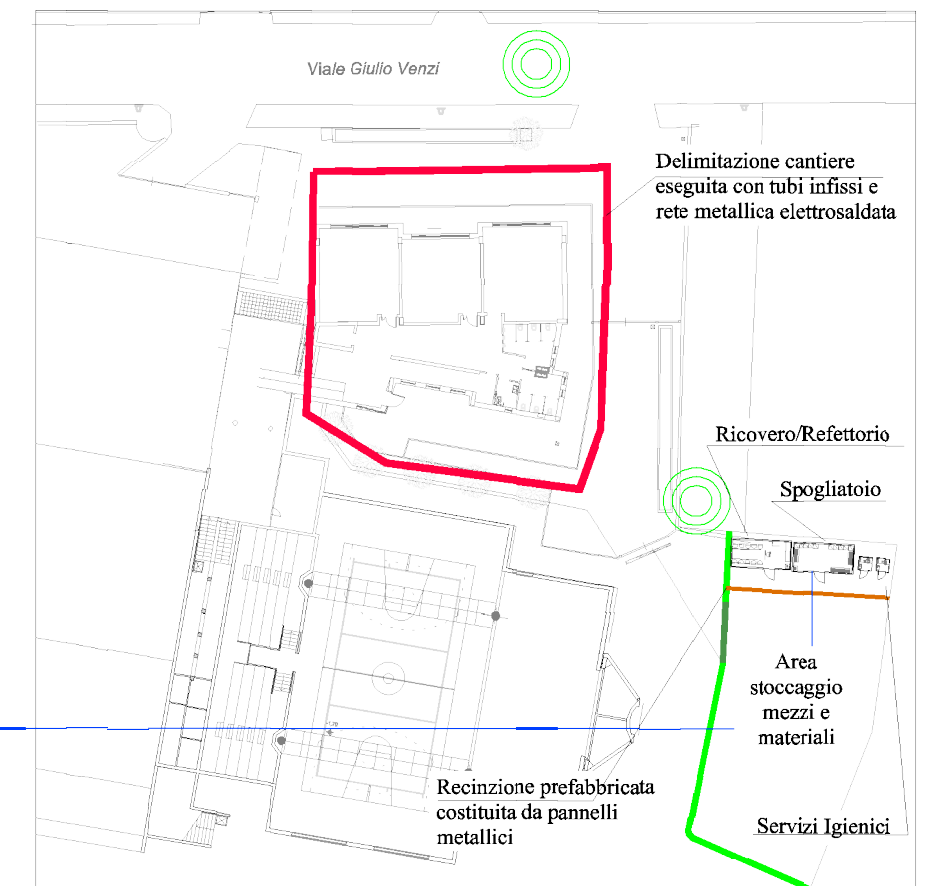 Viale Giulio Venzi
Delimitazione cantiere
eseguita con tubi infissi e
rete metallica elettrosaldata
Ricovero/Refettorio
Spogliatoio
Area
stoccaggio
mezzi e
materiali
Recinzione prefabbricata
costituita da pannelli
metallici
Servizi Igienici